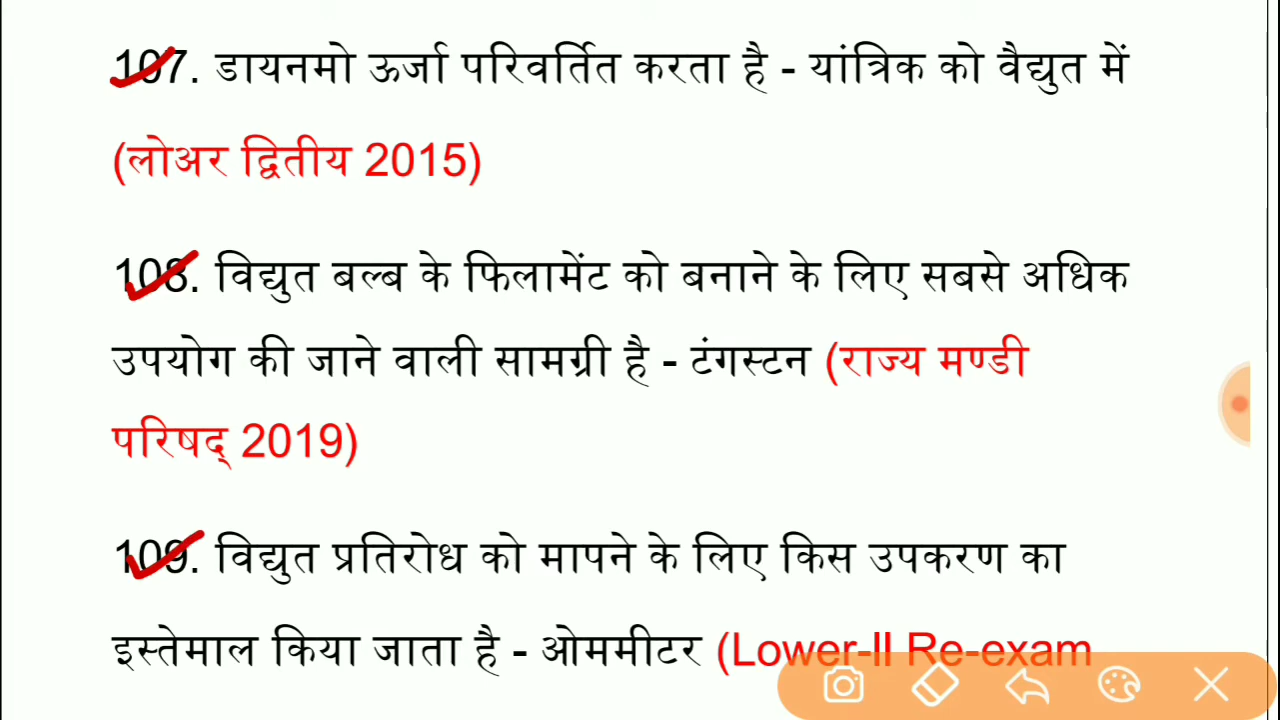 107. डायनमो ऊर्जा परिवर्तित करता है - यांत्रिक को वैद्युत में
(लोअर द्वितीय 2015)
108. विद्युत बल्ब के फिलामेंट को बनाने के लिए सबसे अधिक
उपयोग की जाने वाली सामग्री है - टंगस्टन (राज्य मण्डी
परिषद् 2019)
109. विद्युत प्रतिरोध को मापने के लिए किस उपकरण का
इस्तेमाल किया जाता है - ओममीटर (Lower-II Re-exam